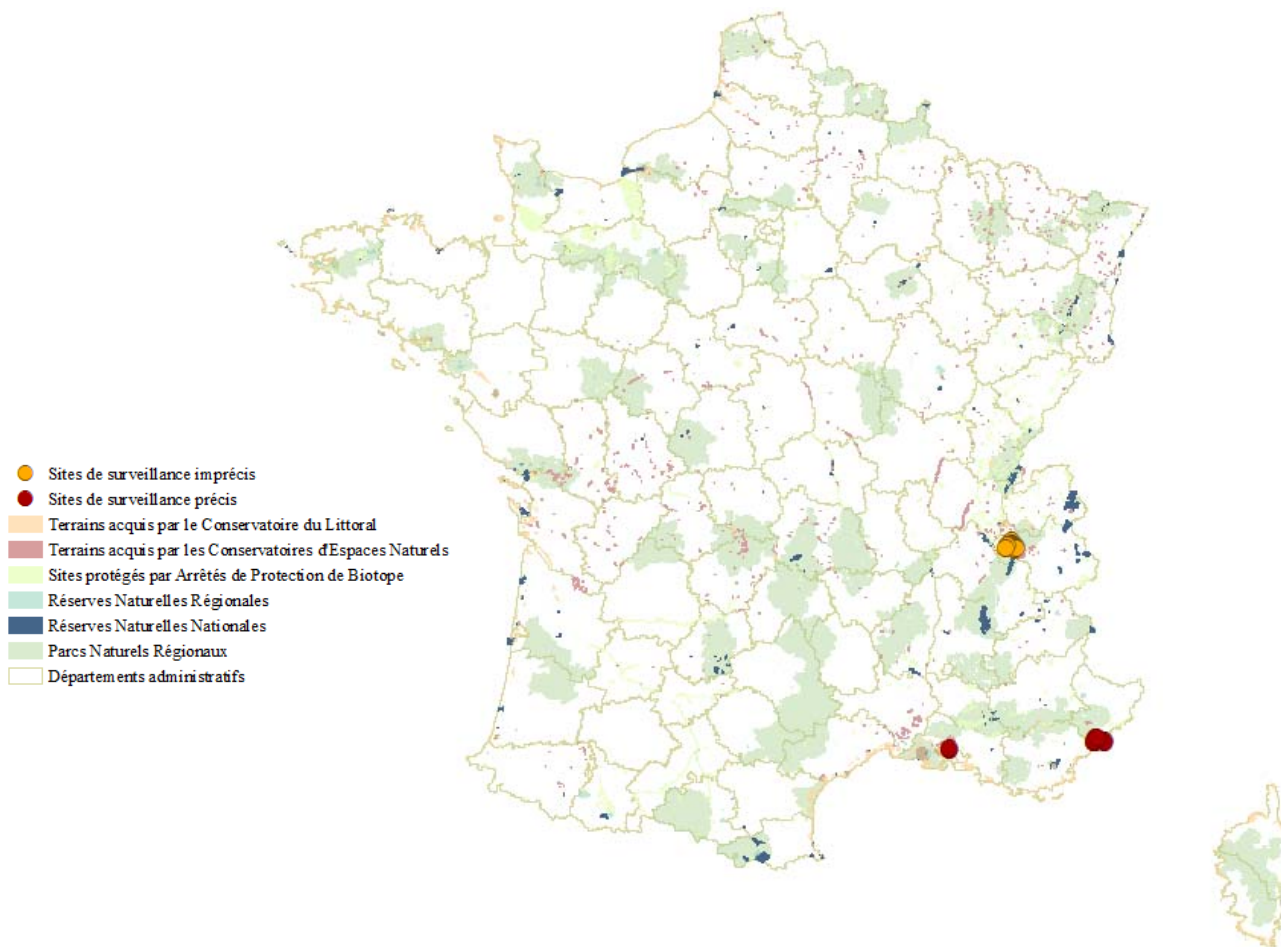 Sites de surveillance imprécis
Sites de surveillance précis
Terrains acquis par le Conservatoire du Littoral
Terrains acquis par les Conservatoires d'Espaces Naturels
Sites protégés par Arrêtés de Protection de Biotope
Réserves Naturelles Régionales
Réserves Naturelles Nationales
Parcs Naturels Régionaux
Départements administratifs